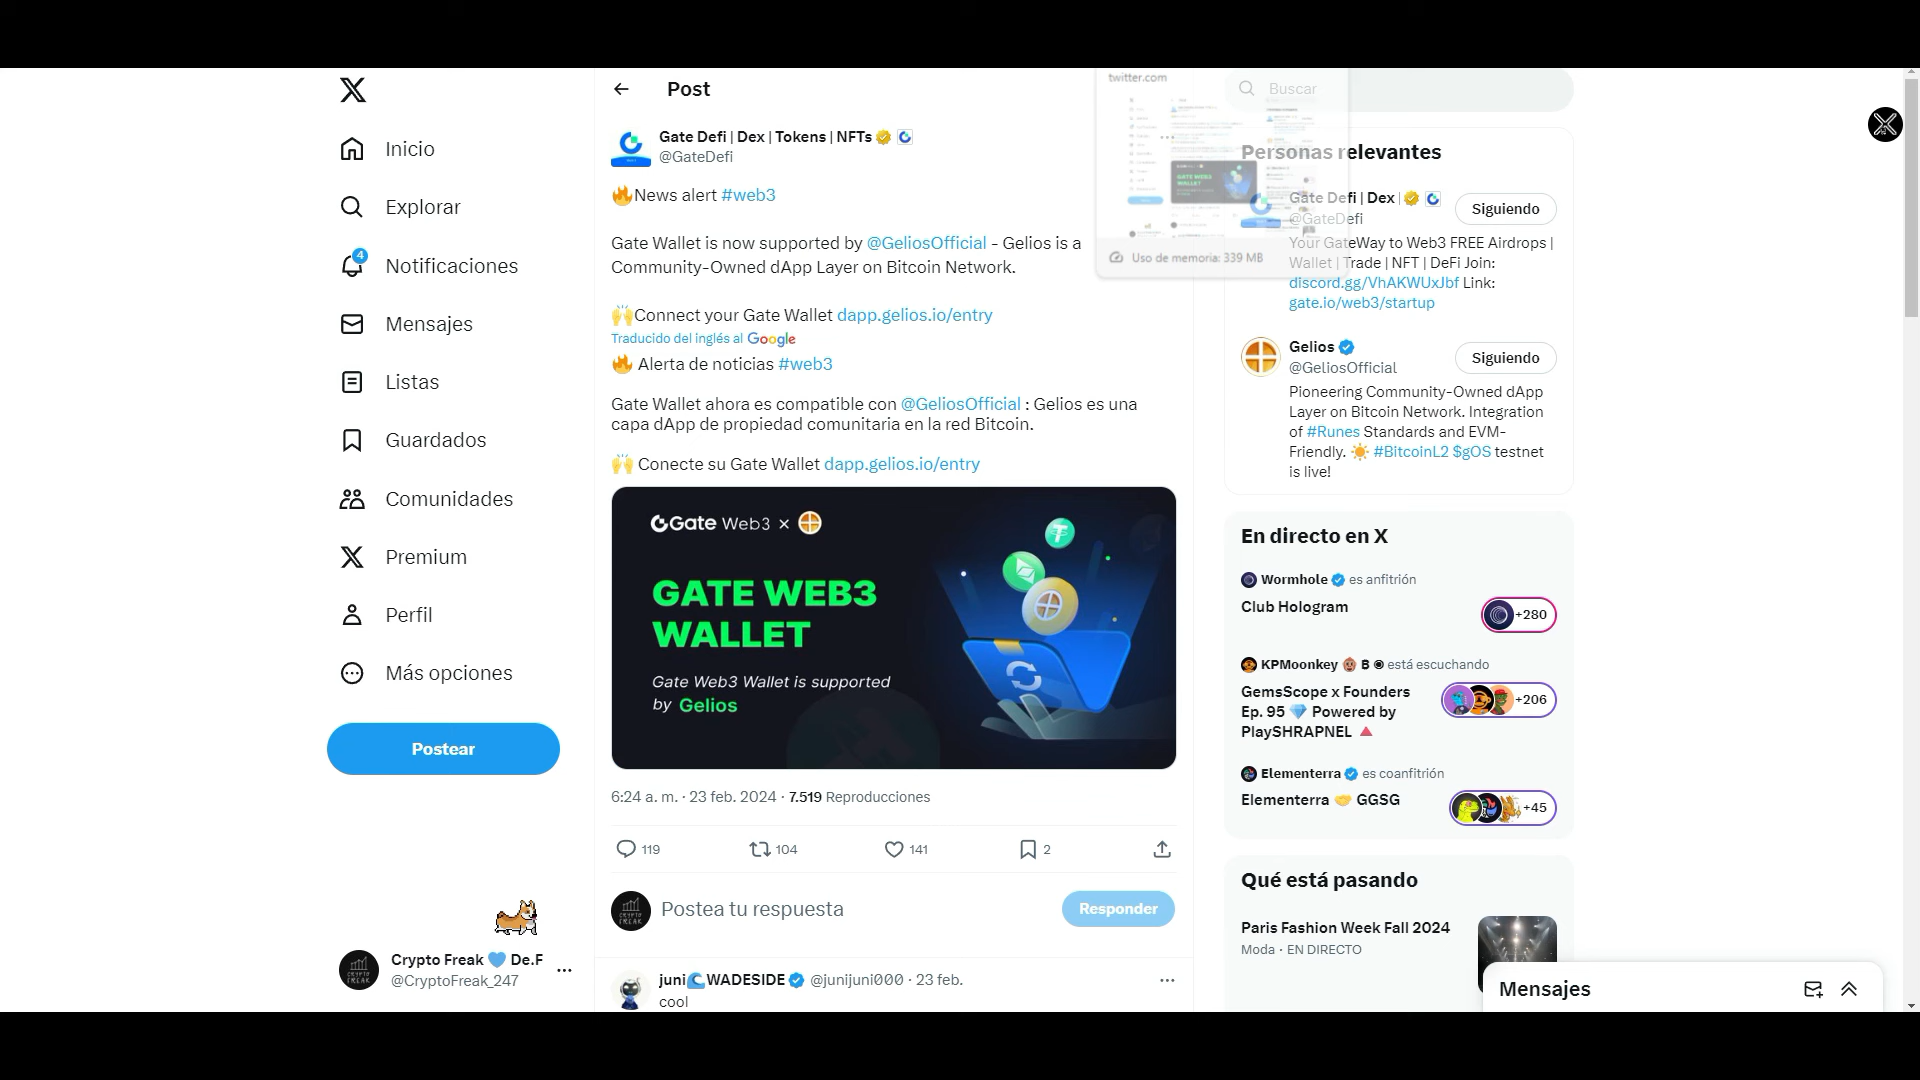 Inicio
Explorar
4
Notificaciones
Mensajes
Listas
Guardados
Comunidades
Premium
Perfil
Más opciones
Postear
Crypto Freak 💙 De.F
@CryptoFreak_247
Post
Gate Defi | Dex | Tokens | NFTs
@GateDefi
🔥News alert #web3
Gate Wallet is now supported by @GeliosOfficial - Gelios is a
Community-Owned dApp Layer on Bitcoin Network.
🙌Connect your Gate Wallet dapp.gelios.io/entry
Traducido del inglés al Google
🔥 Alerta de noticias #web3
Gate Wallet ahora es compatible con @GeliosOfficial : Gelios es una
capa dApp de propiedad comunitaria en la red Bitcoin.
🙌 Conecte su Gate Wallet dapp.gelios.io/entry
Gate Web3 ×
GATE WEB3
WALLET
Gate Web3 Wallet is supported
by Gelios
6:24 a. m. · 23 feb. 2024 · 7.519 Reproducciones
119 104 141 2
CRYPTO FREAK
Postea tu respuesta
Responder
juni🌊WADESIDE @junijuni000 · 23 feb.
cool
twitter.com
GATE WEB3
WALLET
Uso de memoria: 339 MB
Buscar
Personas relevantes
Gate Defi | Dex |
@GateDefi
Siguiendo
Your GateWay to Web3 FREE Airdrops |
Wallet | Trade | NFT | DeFi Join:
discord.gg/VhAKWUxJbf Link:
gate.io/web3/startup
Gelios
@GeliosOfficial
Siguiendo
Pioneering Community-Owned dApp
Layer on Bitcoin Network. Integration
of #Runes Standards and EVM-
Friendly. ☀️ #BitcoinL2 $gOS testnet
is live!
En directo en X
Wormhole es anfitrión
Club Hologram
+280
KPMoonkey 🐵 B ◉ está escuchando
GemsScope x Founders
Ep. 95 💎 Powered by
PlaySHRAPNEL 🔺
+206
Elementerra es coanfitrión
Elementerra 🤝 GGSG
+45
Qué está pasando
Paris Fashion Week Fall 2024
Moda · EN DIRECTO
Mensajes